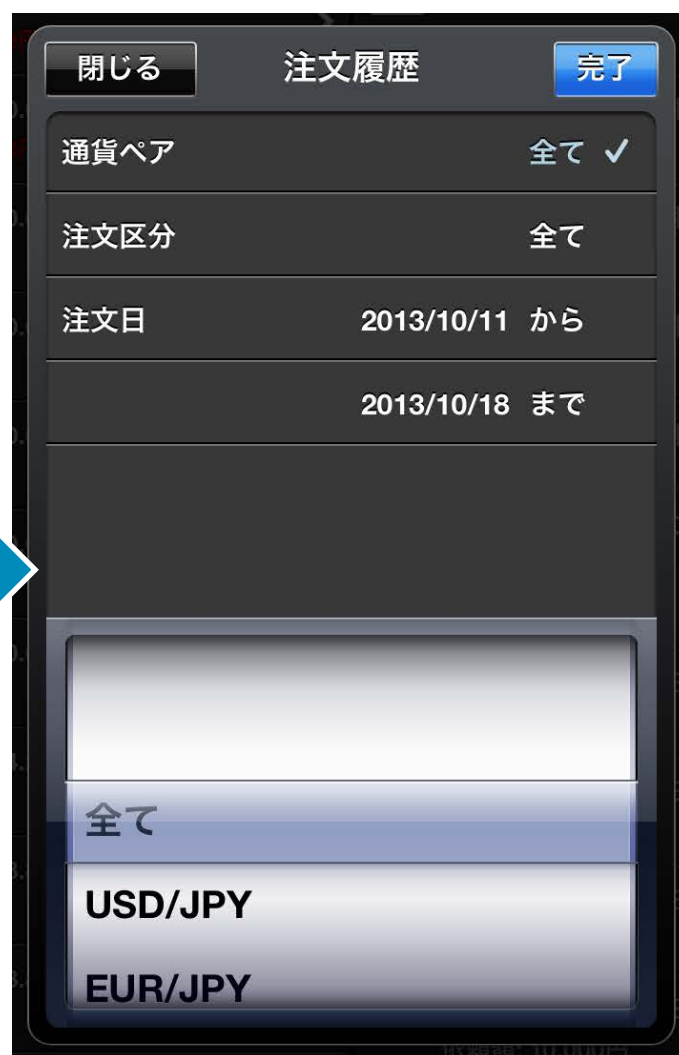 閉じる 注文履歴 完了
通貨ペア 全て ✓
注文区分 全て
注文日 2013/10/11 から
2013/10/18 まで
全て
USD/JPY
EUR/JPY